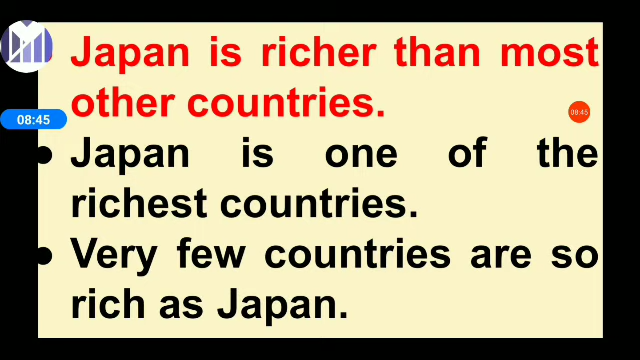 Japan is richer than most
other countries.
08:45
08:45
● Japan is one of the
richest countries.
● Very few countries are so
rich as Japan.